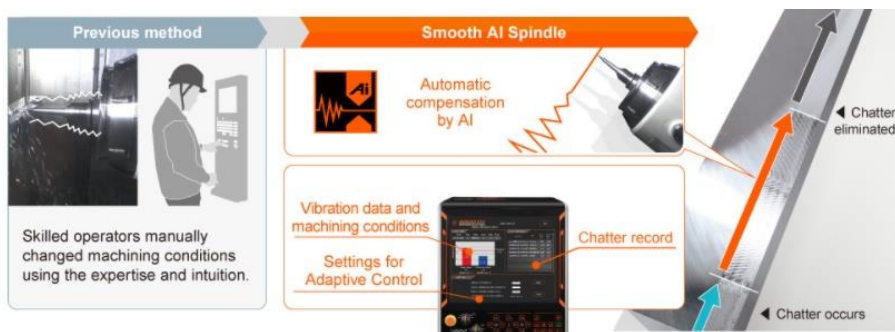 Previous method
Smooth Ai Spindle
Ai
Automatic
compensation
by AI
Skilled operators manually
changed machining conditions
using the expertise and intuition.
Vibration data and
machining conditions
Settings for
Adaptive Control
Chatter record
◀ Chatter
eliminated
◀ Chatter occurs